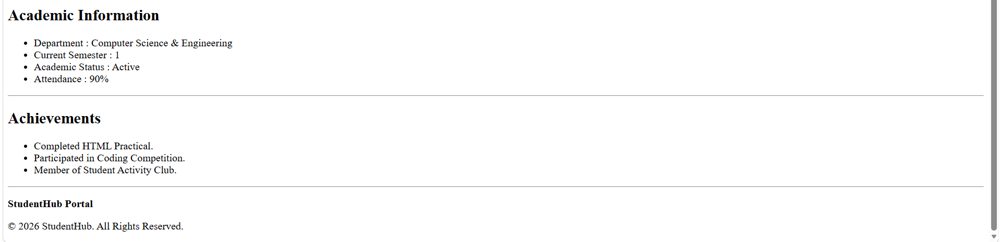 Academic Information
• Department : Computer Science & Engineering
• Current Semester : 1
• Academic Status : Active
• Attendance : 90%
Achievements
• Completed HTML Practical.
• Participated in Coding Competition.
• Member of Student Activity Club.
StudentHub Portal
© 2026 StudentHub. All Rights Reserved.